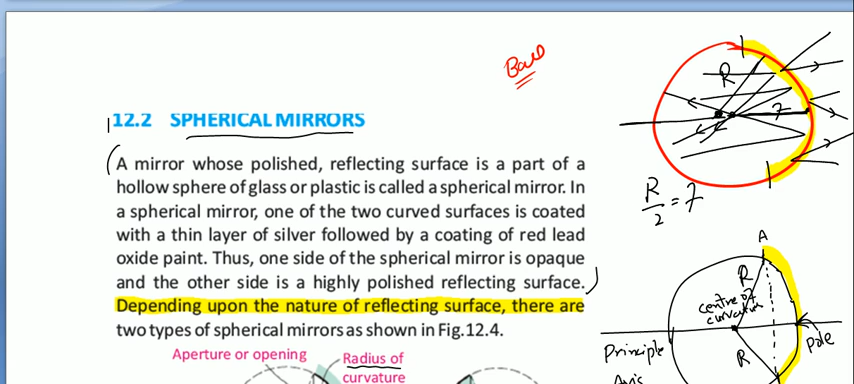 Ball
12.2 SPHERICAL MIRRORS
A mirror whose polished, reflecting surface is a part of a
hollow sphere of glass or plastic is called a spherical mirror. In
a spherical mirror, one of the two curved surfaces is coated
with a thin layer of silver followed by a coating of red lead
oxide paint. Thus, one side of the spherical mirror is opaque
and the other side is a highly polished reflecting surface.
Depending upon the nature of reflecting surface, there are
two types of spherical mirrors as shown in Fig.12.4.
Aperture or opening
Radius of
curvature
R
R
2 = 7
A
R
centre of
curvature
Pole
Principle
R
Axis